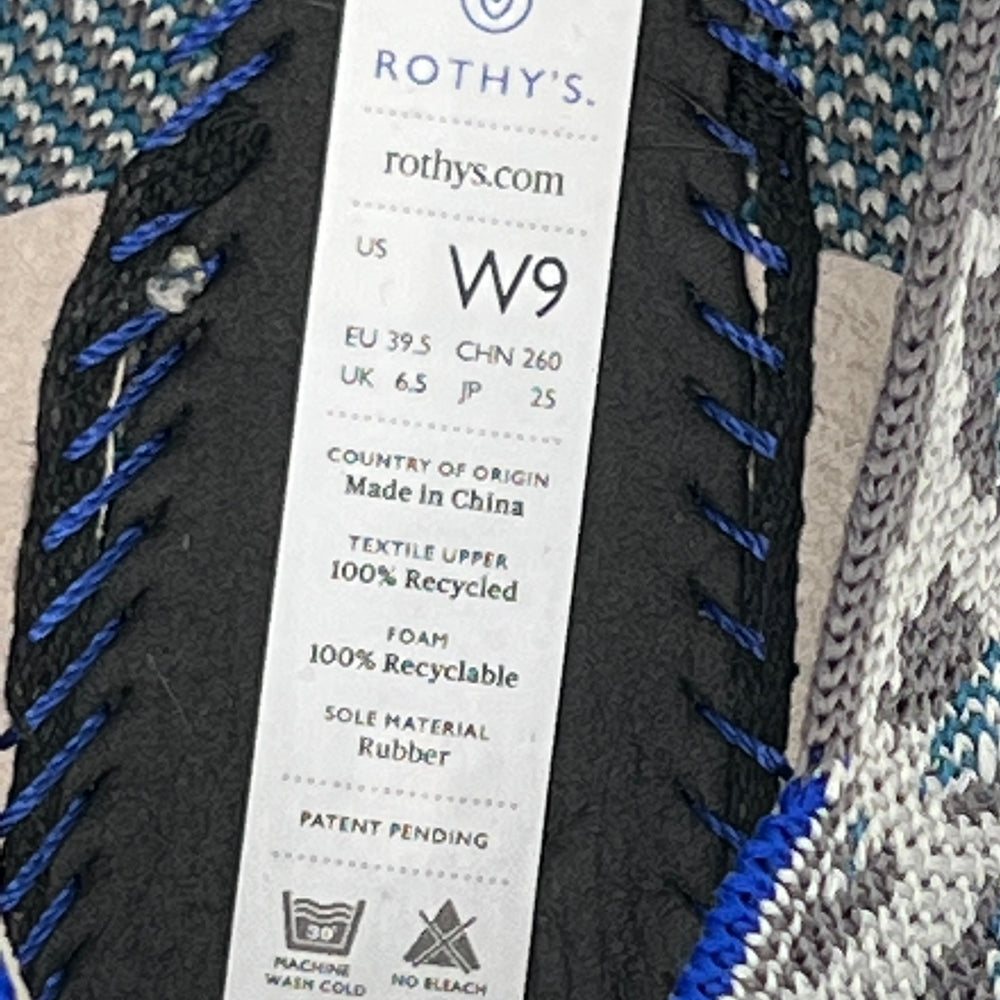 ROTHY'S.
rothys.com
US W9
EU 39.5 CHN 260
UK 6.5 JP 25
COUNTRY OF ORIGIN
Made in China
TEXTILE UPPER
100% Recycled
FOAM
100% Recyclable
SOLE MATERIAL
Rubber
PATENT PENDING
30°
MACHINE WASH COLD
NO BLEACH